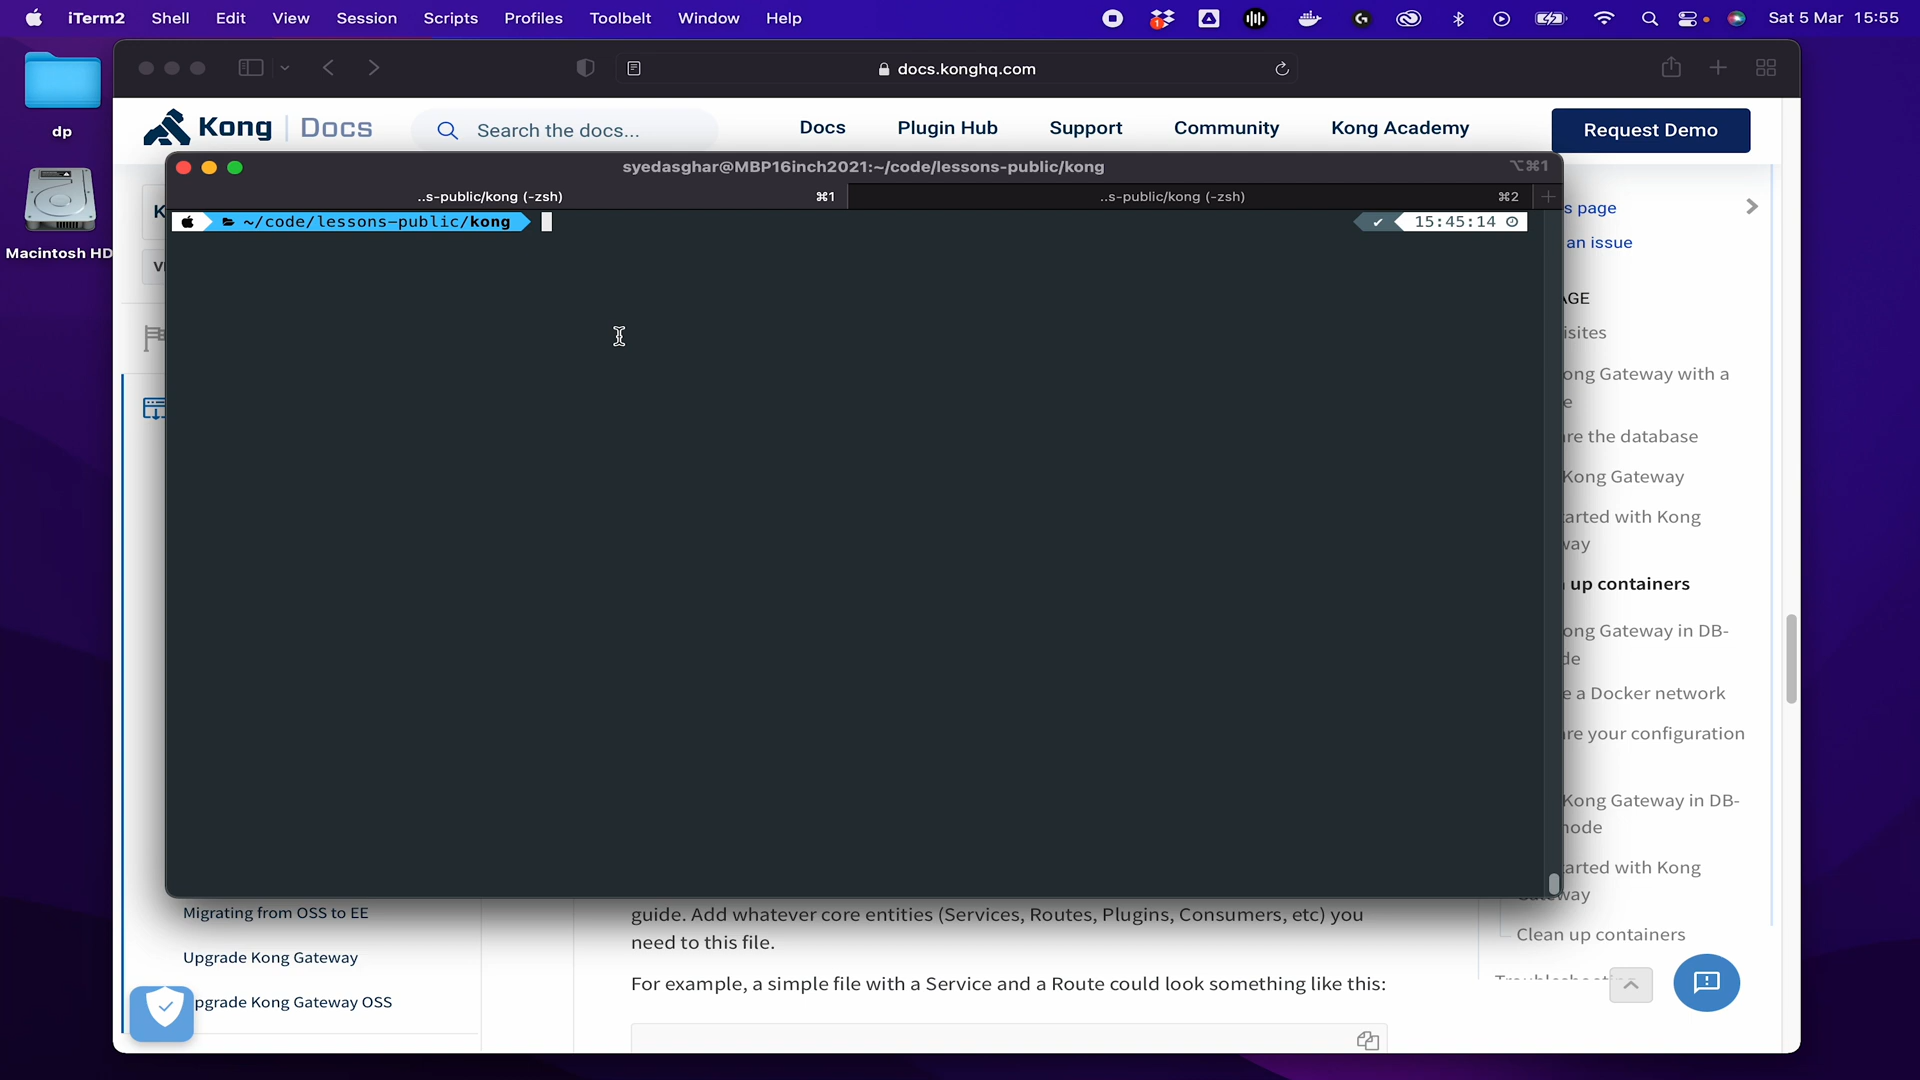 iTerm2 Shell Edit View Session Scripts Profiles Toolbelt Window Help
1
Sat 5 Mar 15:55
dp
Macintosh HD
docs.konghq.com
Kong Docs
Search the docs...
Docs
Plugin Hub
Support
Community
Kong Academy
Request Demo
syedasghar@MBP16inch2021:~/code/lessons-public/kong
⌥⌘1
..s-public/kong (-zsh) ⌘1
..s-public/kong (-zsh) ⌘2
~/code/lessons-public/kong
✔ 15:45:14
K
s page
an issue
AGE
isites
ong Gateway with a
e
re the database
Kong Gateway
arted with Kong
way
up containers
ong Gateway in DB-
de
e a Docker network
re your configuration
Kong Gateway in DB-
node
arted with Kong
way
Clean up containers
Migrating from OSS to EE
Upgrade Kong Gateway
pgrade Kong Gateway OSS
guide. Add whatever core entities (Services, Routes, Plugins, Consumers, etc) you
need to this file.
For example, a simple file with a Service and a Route could look something like this: